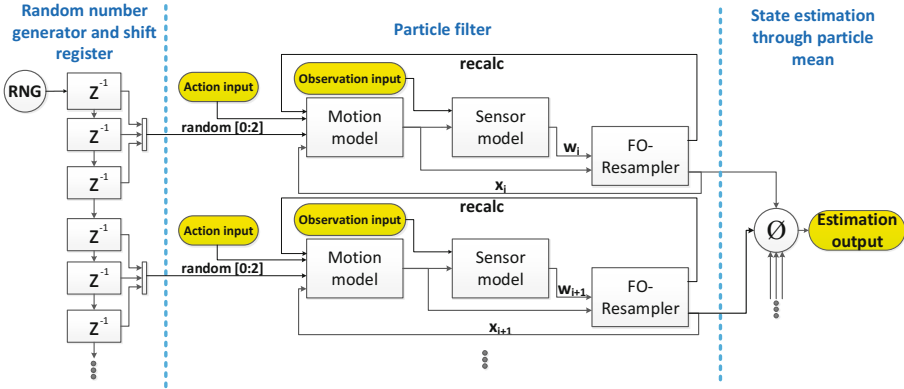 Random number
generator and shift
register
Particle filter
State estimation
through particle
mean
RNG
Z⁻¹
Z⁻¹
Z⁻¹
Z⁻¹
Z⁻¹
Z⁻¹
Action input
random [0:2]
Observation input
recalc
Motion
model
Sensor
model
wᵢ
FO-
Resampler
xᵢ
Action input
random [0:2]
Observation input
recalc
Motion
model
Sensor
model
wᵢ₊₁
FO-
Resampler
xᵢ₊₁
Ø
Estimation
output